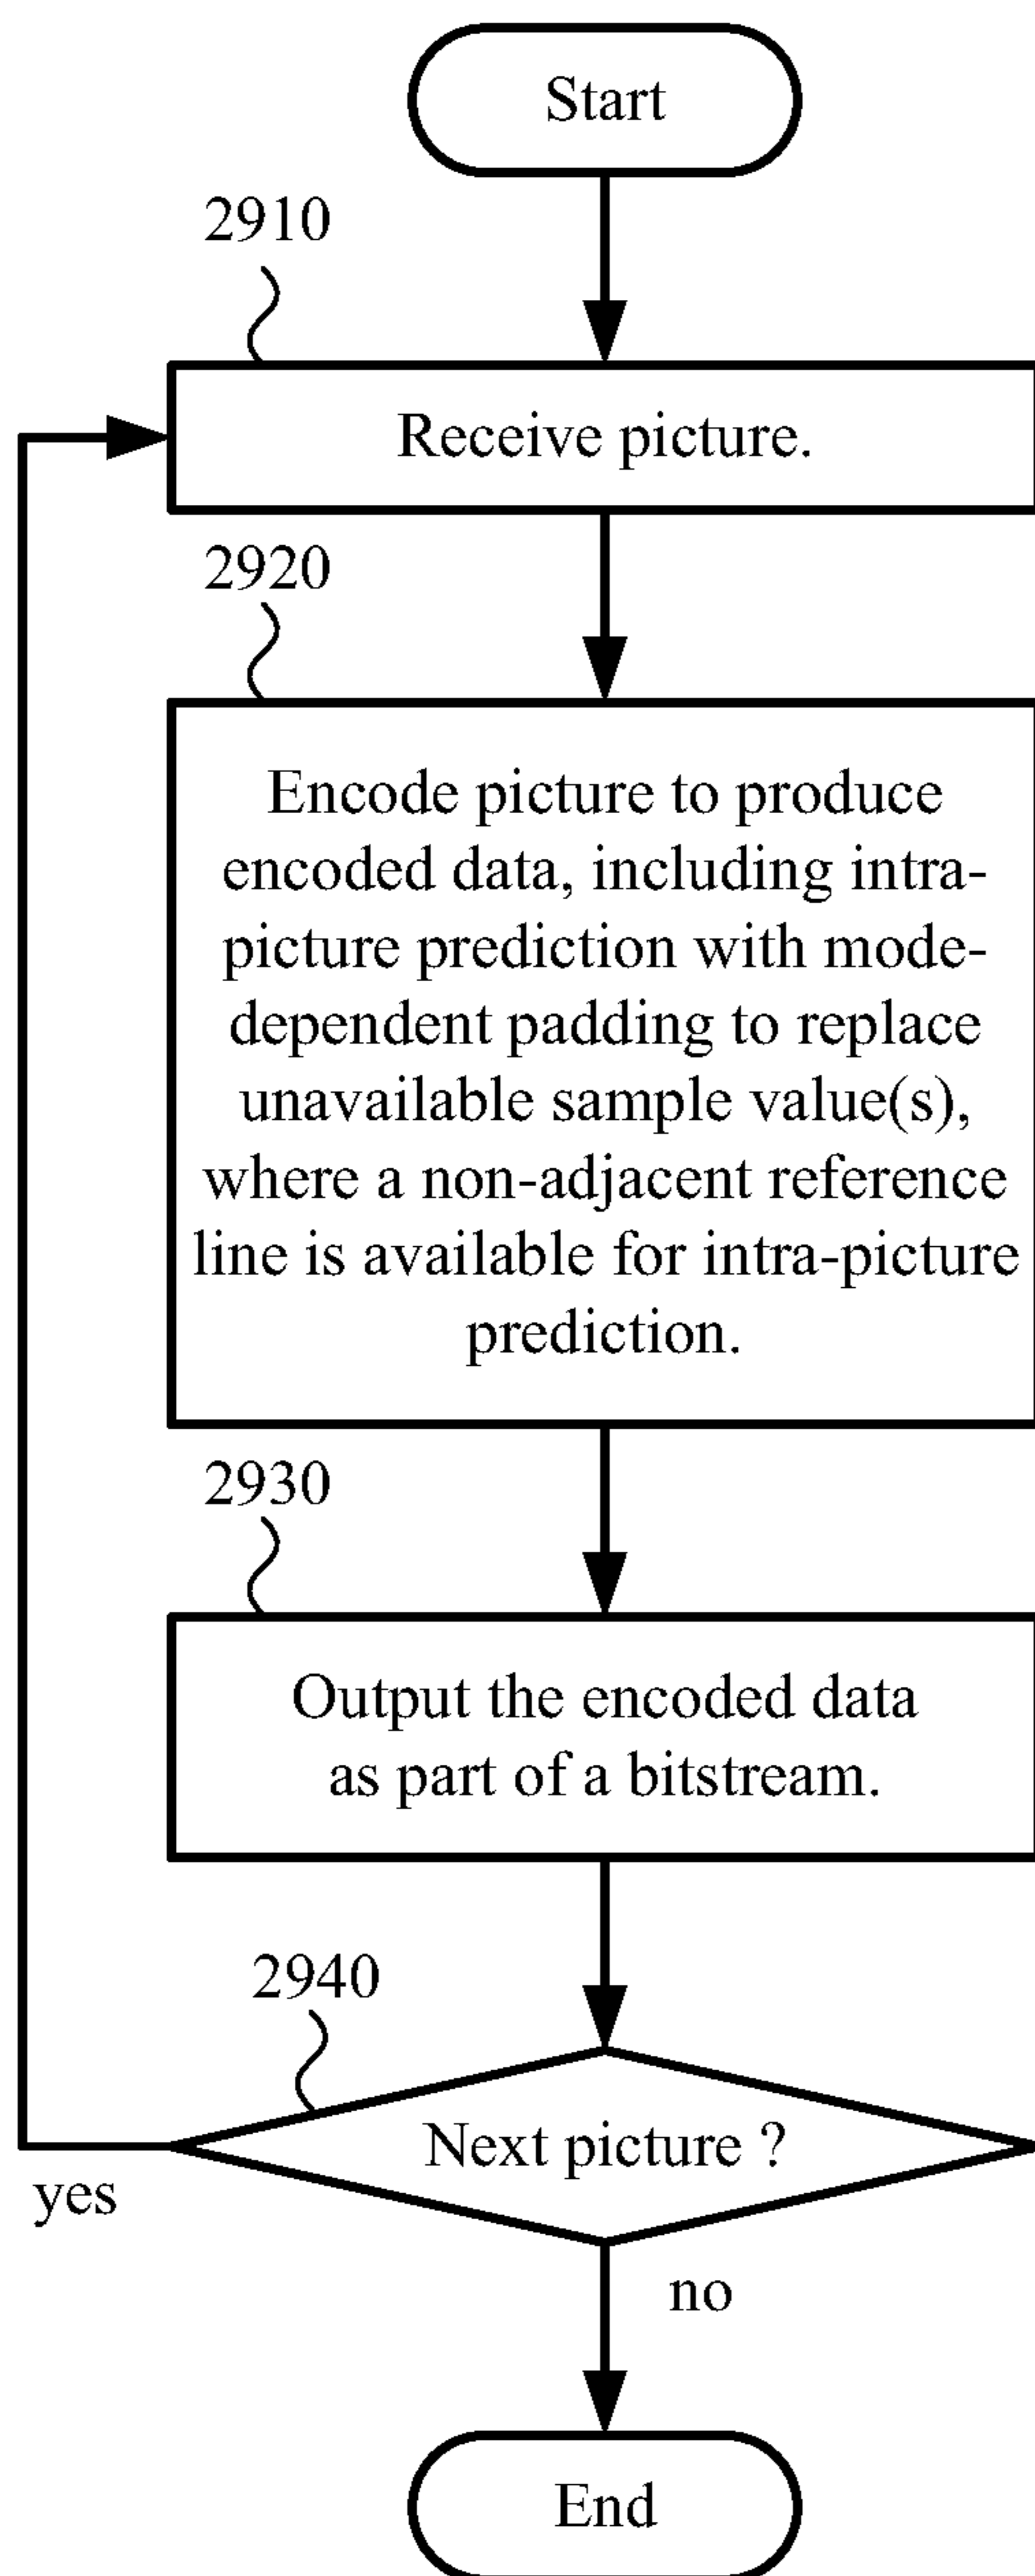 Start
2910
Receive picture.
2920
Encode picture to produce
encoded data, including intra-
picture prediction with mode-
dependent padding to replace
unavailable sample value(s),
where a non-adjacent reference
line is available for intra-picture
prediction.
2930
Output the encoded data
as part of a bitstream.
2940
Next picture ?
yes
no
End